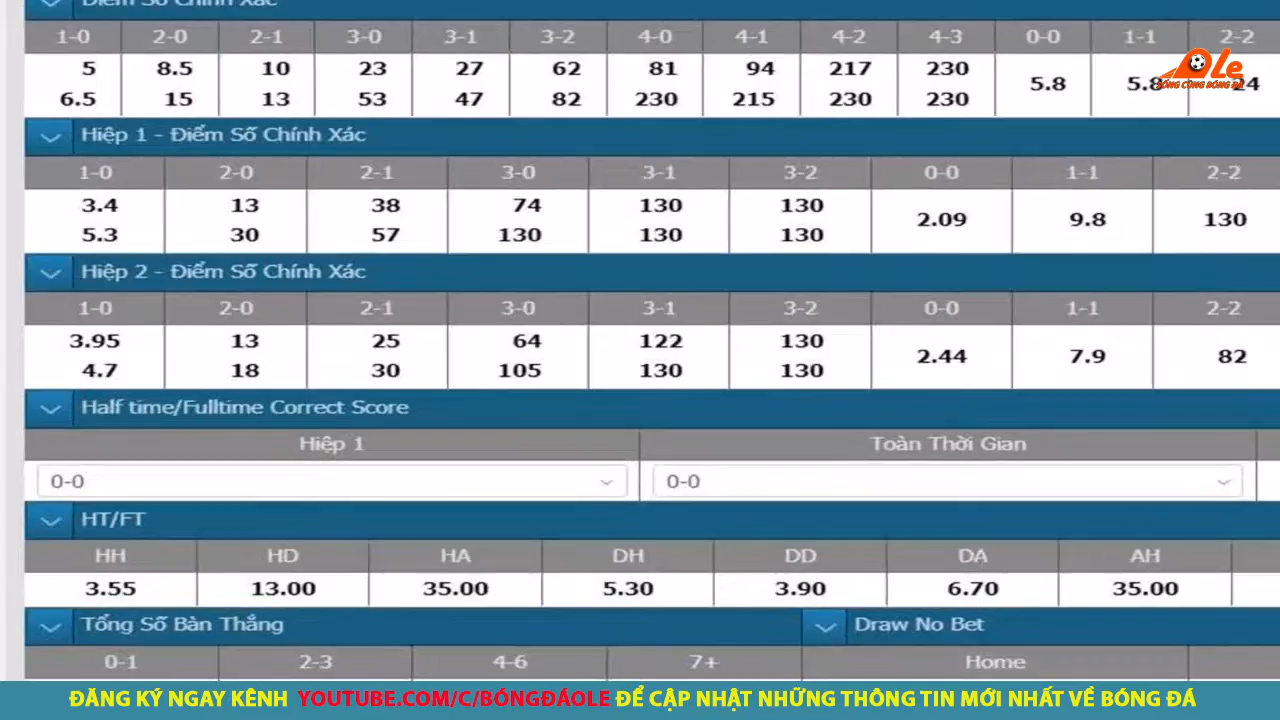 Điểm Số Chính Xác
1-0 2-0 2-1 3-0 3-1 3-2 4-0 4-1 4-2 4-3 0-0 1-1 2-2
5 8.5 10 23 27 62 81 94 217 230
5.8 5.8 24
6.5 15 13 53 47 82 230 215 230 230
Ole
BÓNG CÙNG BÓNG ĐÁ
Hiệp 1 - Điểm Số Chính Xác
1-0 2-0 2-1 3-0 3-1 3-2 0-0 1-1 2-2
3.4 13 38 74 130 130
2.09 9.8 130
5.3 30 57 130 130 130
Hiệp 2 - Điểm Số Chính Xác
1-0 2-0 2-1 3-0 3-1 3-2 0-0 1-1 2-2
3.95 13 25 64 122 130
2.44 7.9 82
4.7 18 30 105 130 130
Half time/Fulltime Correct Score
Hiệp 1 Toàn Thời Gian
0-0 0-0
HT/FT
HH HD HA DH DD DA AH
3.55 13.00 35.00 5.30 3.90 6.70 35.00
Tổng Số Bàn Thắng Draw No Bet
0-1 2-3 4-6 7+ Home
ĐĂNG KÝ NGAY KÊNH YOUTUBE.COM/C/BÓNGĐÁOLE ĐỂ CẬP NHẬT NHỮNG THÔNG TIN MỚI NHẤT VỀ BÓNG ĐÁ